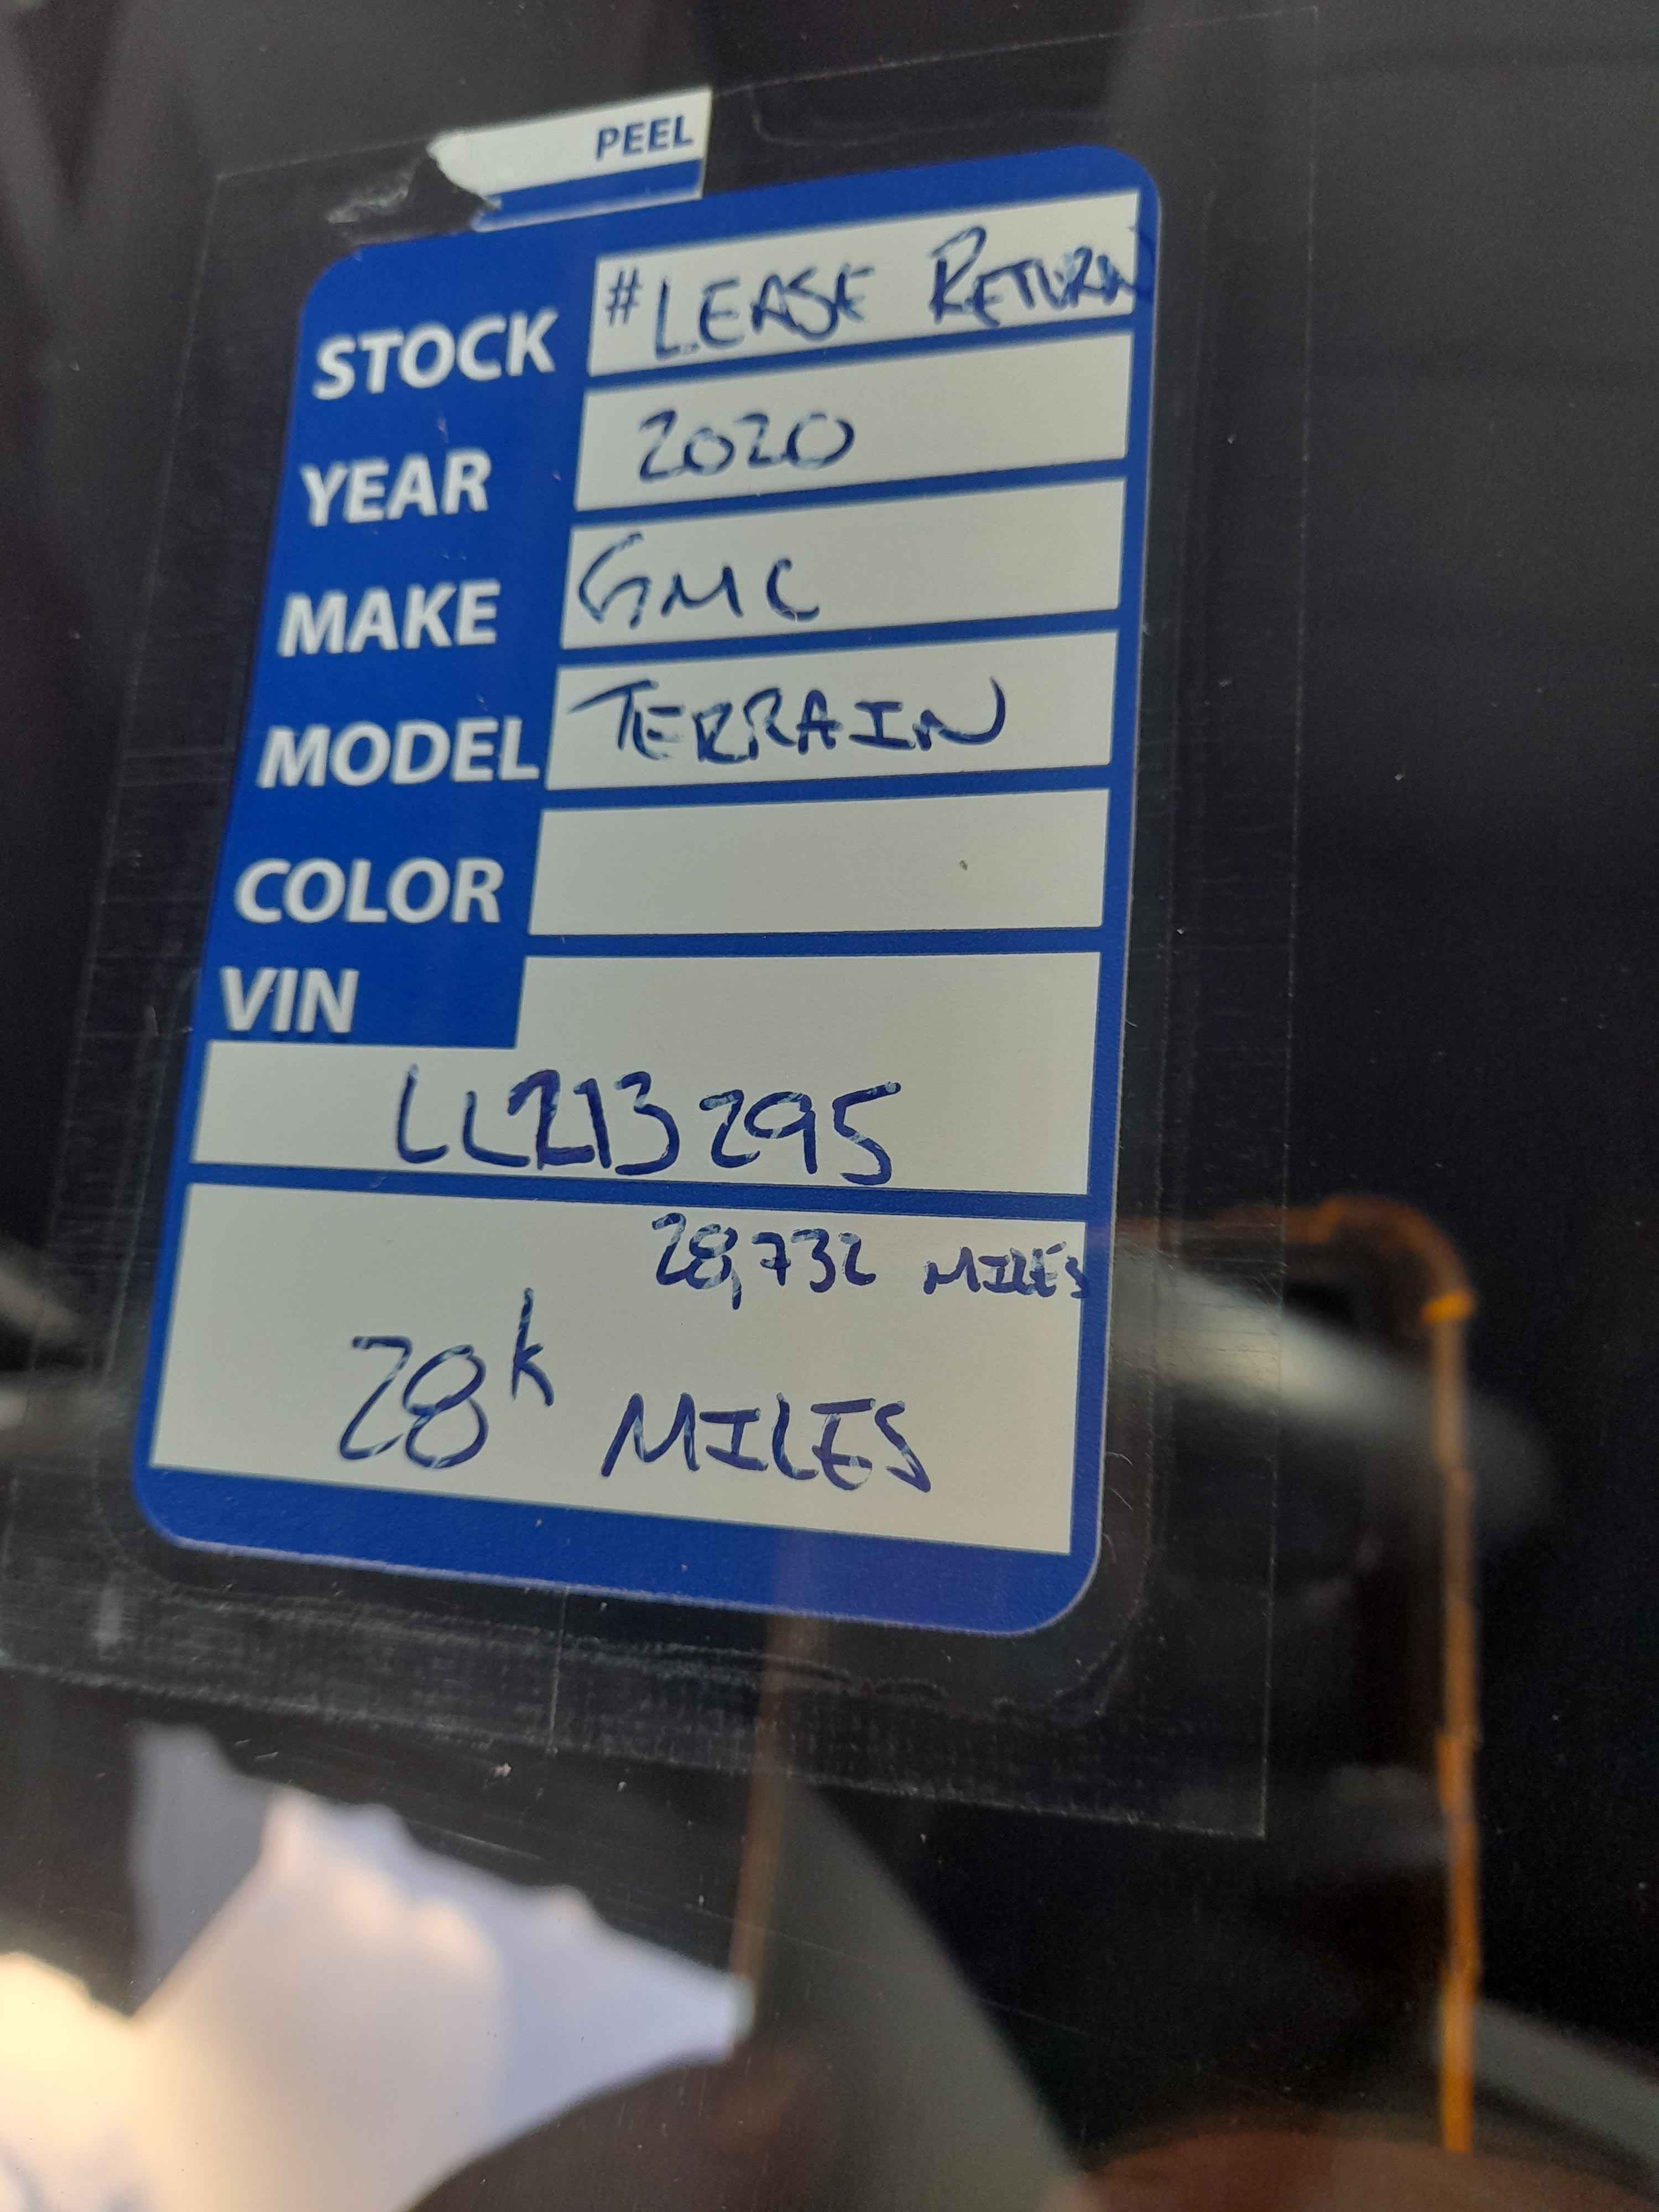 PEEL
STOCK #LEASE RETURN
YEAR 2020
MAKE GMC
MODEL TERRAIN
COLOR
VIN
LL213295
28,732 MILES
28k MILES